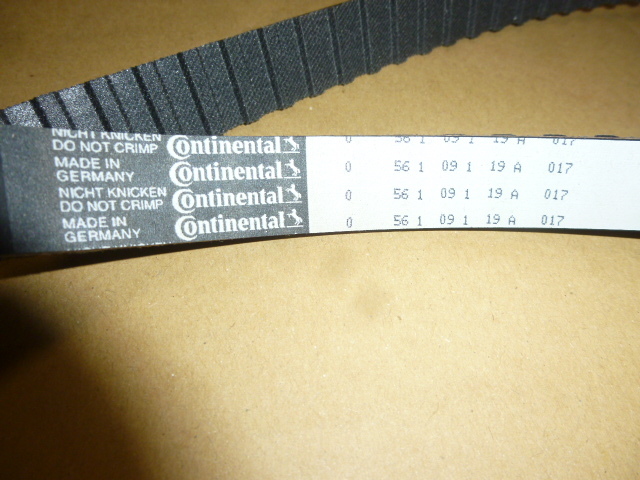 NICHT KNICKEN
DO NOT CRIMP Continental 0 56 1 09 1 19 A 017
MADE IN
GERMANY Continental 0 56 1 09 1 19 A 017
NICHT KNICKEN
DO NOT CRIMP Continental 0 56 1 09 1 19 A 017
MADE IN
GERMANY Continental 0 56 1 09 1 19 A 017